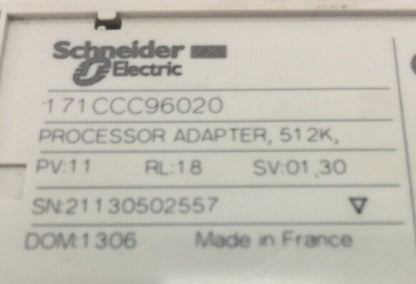 Schneider
Electric
171CCC96020
PROCESSOR ADAPTER, 512K,
PV:11 RL:18 SV:01.30
SN:21130502557
DOM:1306 Made in France